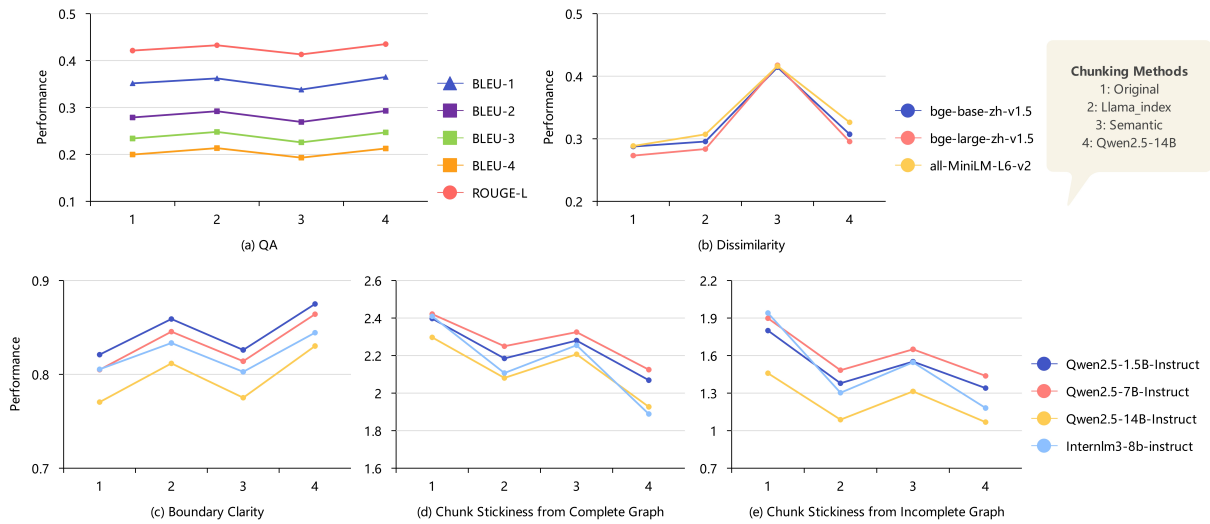 0.5
0.4
0.3
0.2
0.1
Performance
1 2 3 4
(a) QA
BLEU-1
BLEU-2
BLEU-3
BLEU-4
ROUGE-L
0.5
0.4
0.3
0.2
Performance
1 2 3 4
(b) Dissimilarity
bge-base-zh-v1.5
bge-large-zh-v1.5
all-MiniLM-L6-v2
Chunking Methods
1: Original
2: Llama_index
3: Semantic
4: Qwen2.5-14B
0.9
0.8
0.7
Performance
1 2 3 4
(c) Boundary Clarity
2.6
2.4
2.2
2
1.8
1.6
1 2 3 4
(d) Chunk Stickiness from Complete Graph
2.2
1.9
1.6
1.3
1
0.7
1 2 3 4
(e) Chunk Stickiness from Incomplete Graph
Qwen2.5-1.5B-Instruct
Qwen2.5-7B-Instruct
Qwen2.5-14B-Instruct
Internlm3-8b-instruct